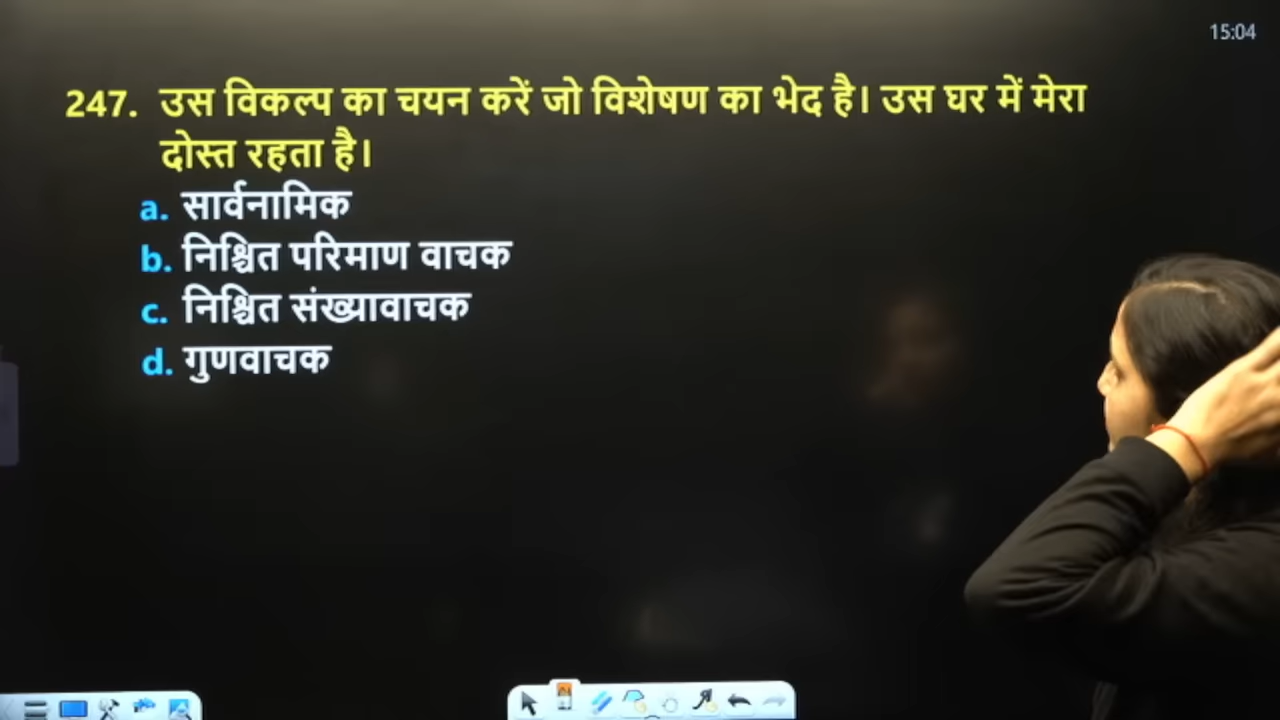 15:04
247. उस विकल्प का चयन करें जो विशेषण का भेद है। उस घर में मेरा
दोस्त रहता है।
a. सार्वनामिक
b. निश्चित परिमाण वाचक
c. निश्चित संख्यावाचक
d. गुणवाचक